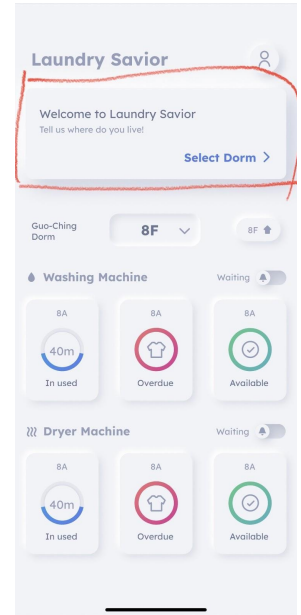 Laundry Savior
Welcome to Laundry Savior
Tell us where do you live!
Select Dorm >
Guo-Ching
Dorm
8F
8F
Washing Machine
Waiting
8A
8A
8A
40m
In used
Overdue
Available
Dryer Machine
Waiting
8A
8A
8A
40m
In used
Overdue
Available